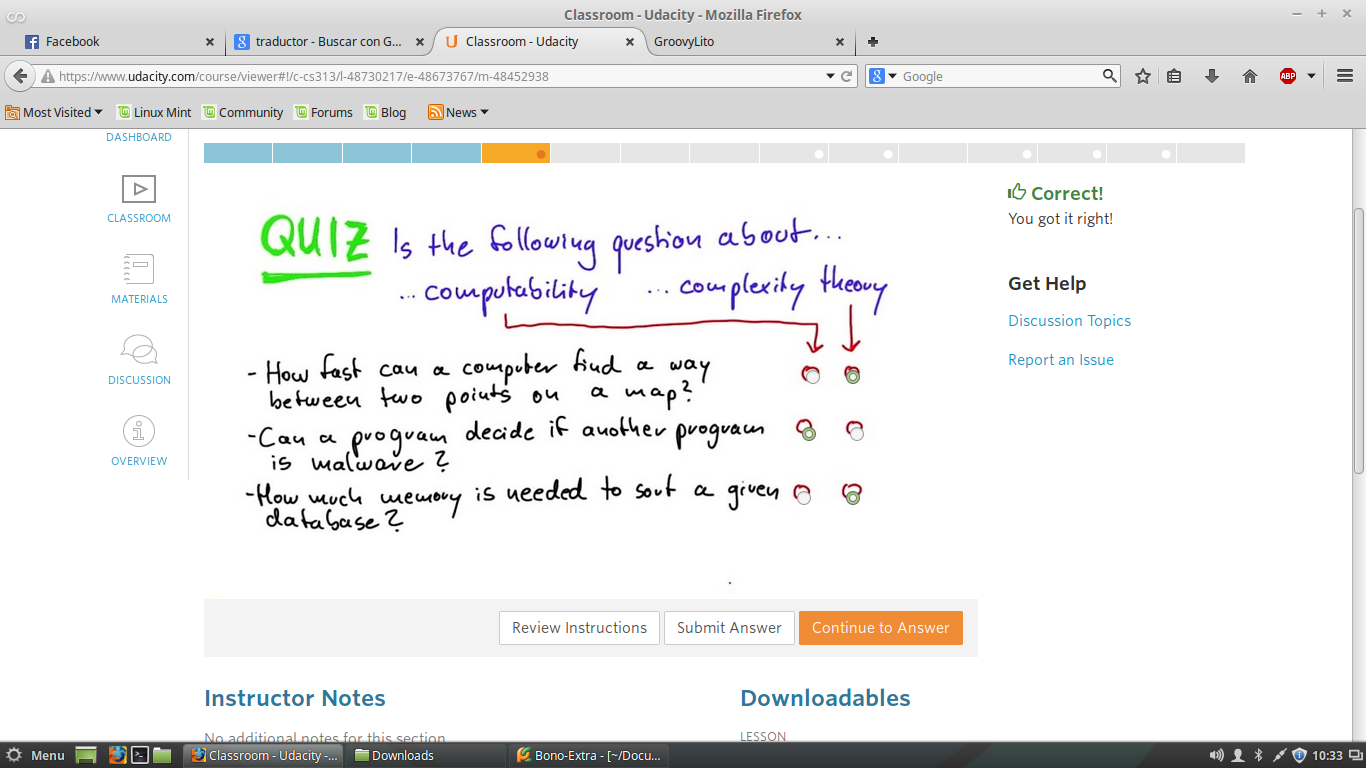 Classroom - Udacity - Mozilla Firefox
Facebook
traductor - Buscar con G...
Classroom - Udacity
GroovyLito
https://www.udacity.com/course/viewer#!/c-cs313/l-48730217/e-48673767/m-48452938
Google
ABP
Most Visited
Linux Mint
Community
Forums
Blog
News
DASHBOARD
CLASSROOM
MATERIALS
DISCUSSION
OVERVIEW
QUIZ Is the following question about...
... computability ... complexity theory
- How fast can a computer find a way
between two points on a map?
- Can a program decide if another program
is malware?
- How much memory is needed to sort a given
database?
Correct!
You got it right!
Get Help
Discussion Topics
Report an Issue
Review Instructions
Submit Answer
Continue to Answer
Instructor Notes
No additional notes for this section
Downloadables
LESSON
Menu
Classroom - Udacity -...
Downloads
Bono-Extra - [~/Docu...
10:33